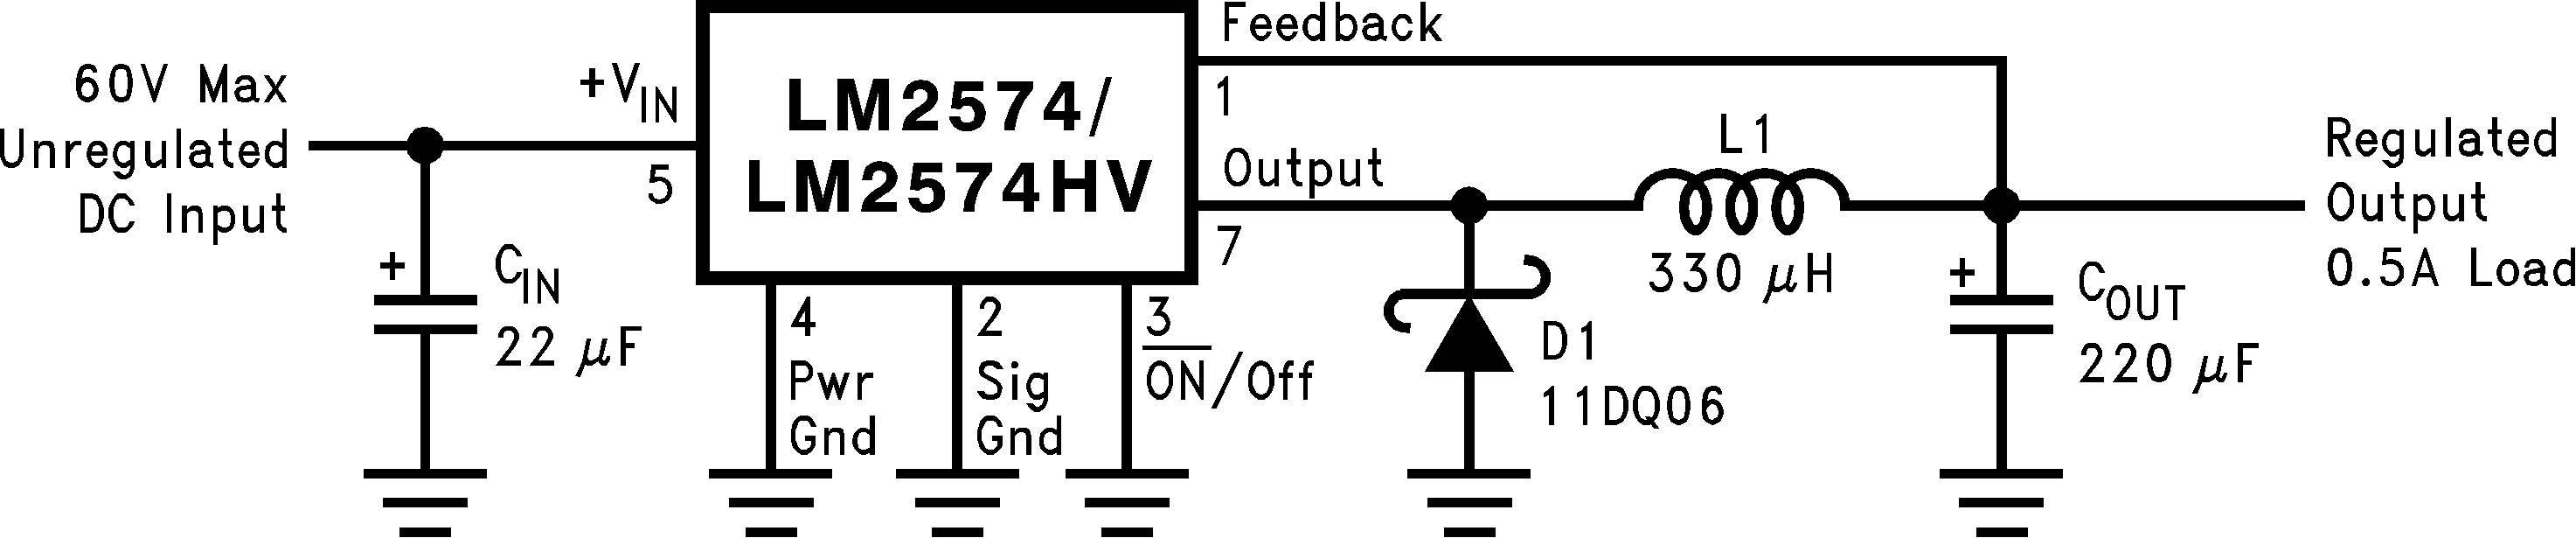 60V Max
Unregulated
DC Input
+VIN
5
CIN
22 μF
LM2574/
LM2574HV
Feedback
1
Output
7
4
Pwr
Gnd
2
Sig
Gnd
3
ON/Off
D1
11DQ06
L1
330 μH
COUT
220 μF
Regulated
Output
0.5A Load
+
+